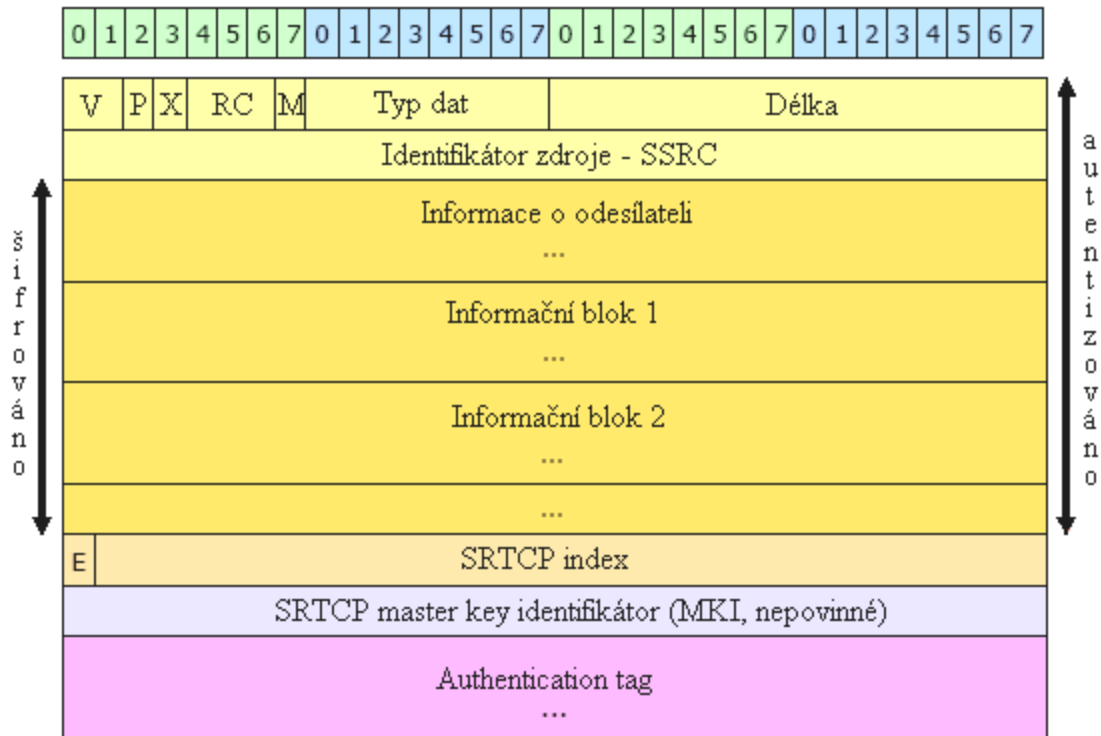 0 1 2 3 4 5 6 7 0 1 2 3 4 5 6 7 0 1 2 3 4 5 6 7 0 1 2 3 4 5 6 7
V P X RC M Typ dat Délka
Identifikátor zdroje - SSRC
Informace o odesílateli
...
Informační blok 1
...
Informační blok 2
...
...
E SRTCP index
SRTCP master key identifikátor (MKI, nepovinné)
Authentication tag
...
šifrováno
autentizováno